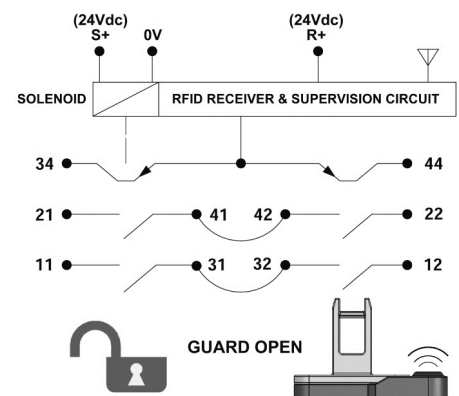 (24Vdc) (24Vdc)
S+ 0V R+
SOLENOID RFID RECEIVER & SUPERVISION CIRCUIT
34 44
21 41 42 22
11 31 32 12
GUARD OPEN